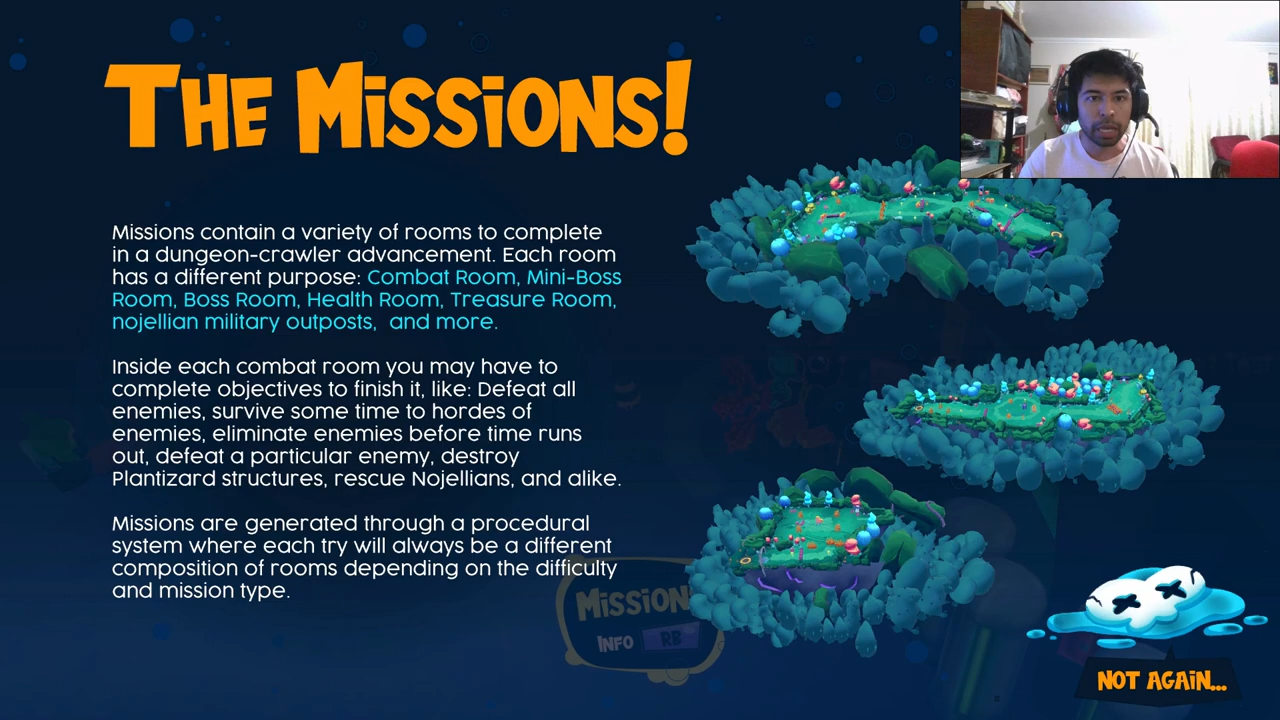 THE MISSIONS!
Missions contain a variety of rooms to complete
in a dungeon-crawler advancement. Each room
has a different purpose: Combat Room, Mini-Boss
Room, Boss Room, Health Room, Treasure Room,
nojellian military outposts, and more.
Inside each combat room you may have to
complete objectives to finish it, like: Defeat all
enemies, survive some time to hordes of
enemies, eliminate enemies before time runs
out, defeat a particular enemy, destroy
Plantizard structures, rescue Nojellians, and alike.
Missions are generated through a procedural
system where each try will always be a different
composition of rooms depending on the difficulty
and mission type.
MISSION
INFO RB
NOT AGAIN...